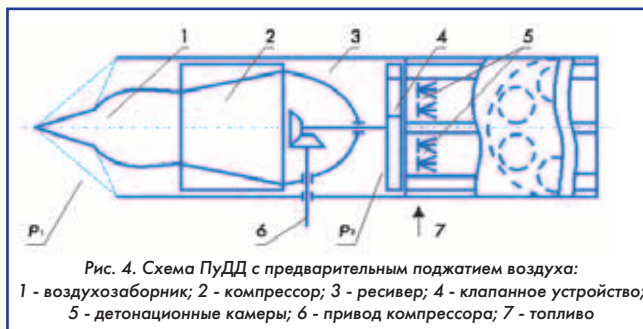 1
2
3
4
5
P₁
6
P₂
7
Рис. 4. Схема ПуДД с предварительным поджатием воздуха:
1 - воздухозаборник; 2 - компрессор; 3 - ресивер; 4 - клапанное устройство;
5 - детонационные камеры; 6 - привод компрессора; 7 - топливо